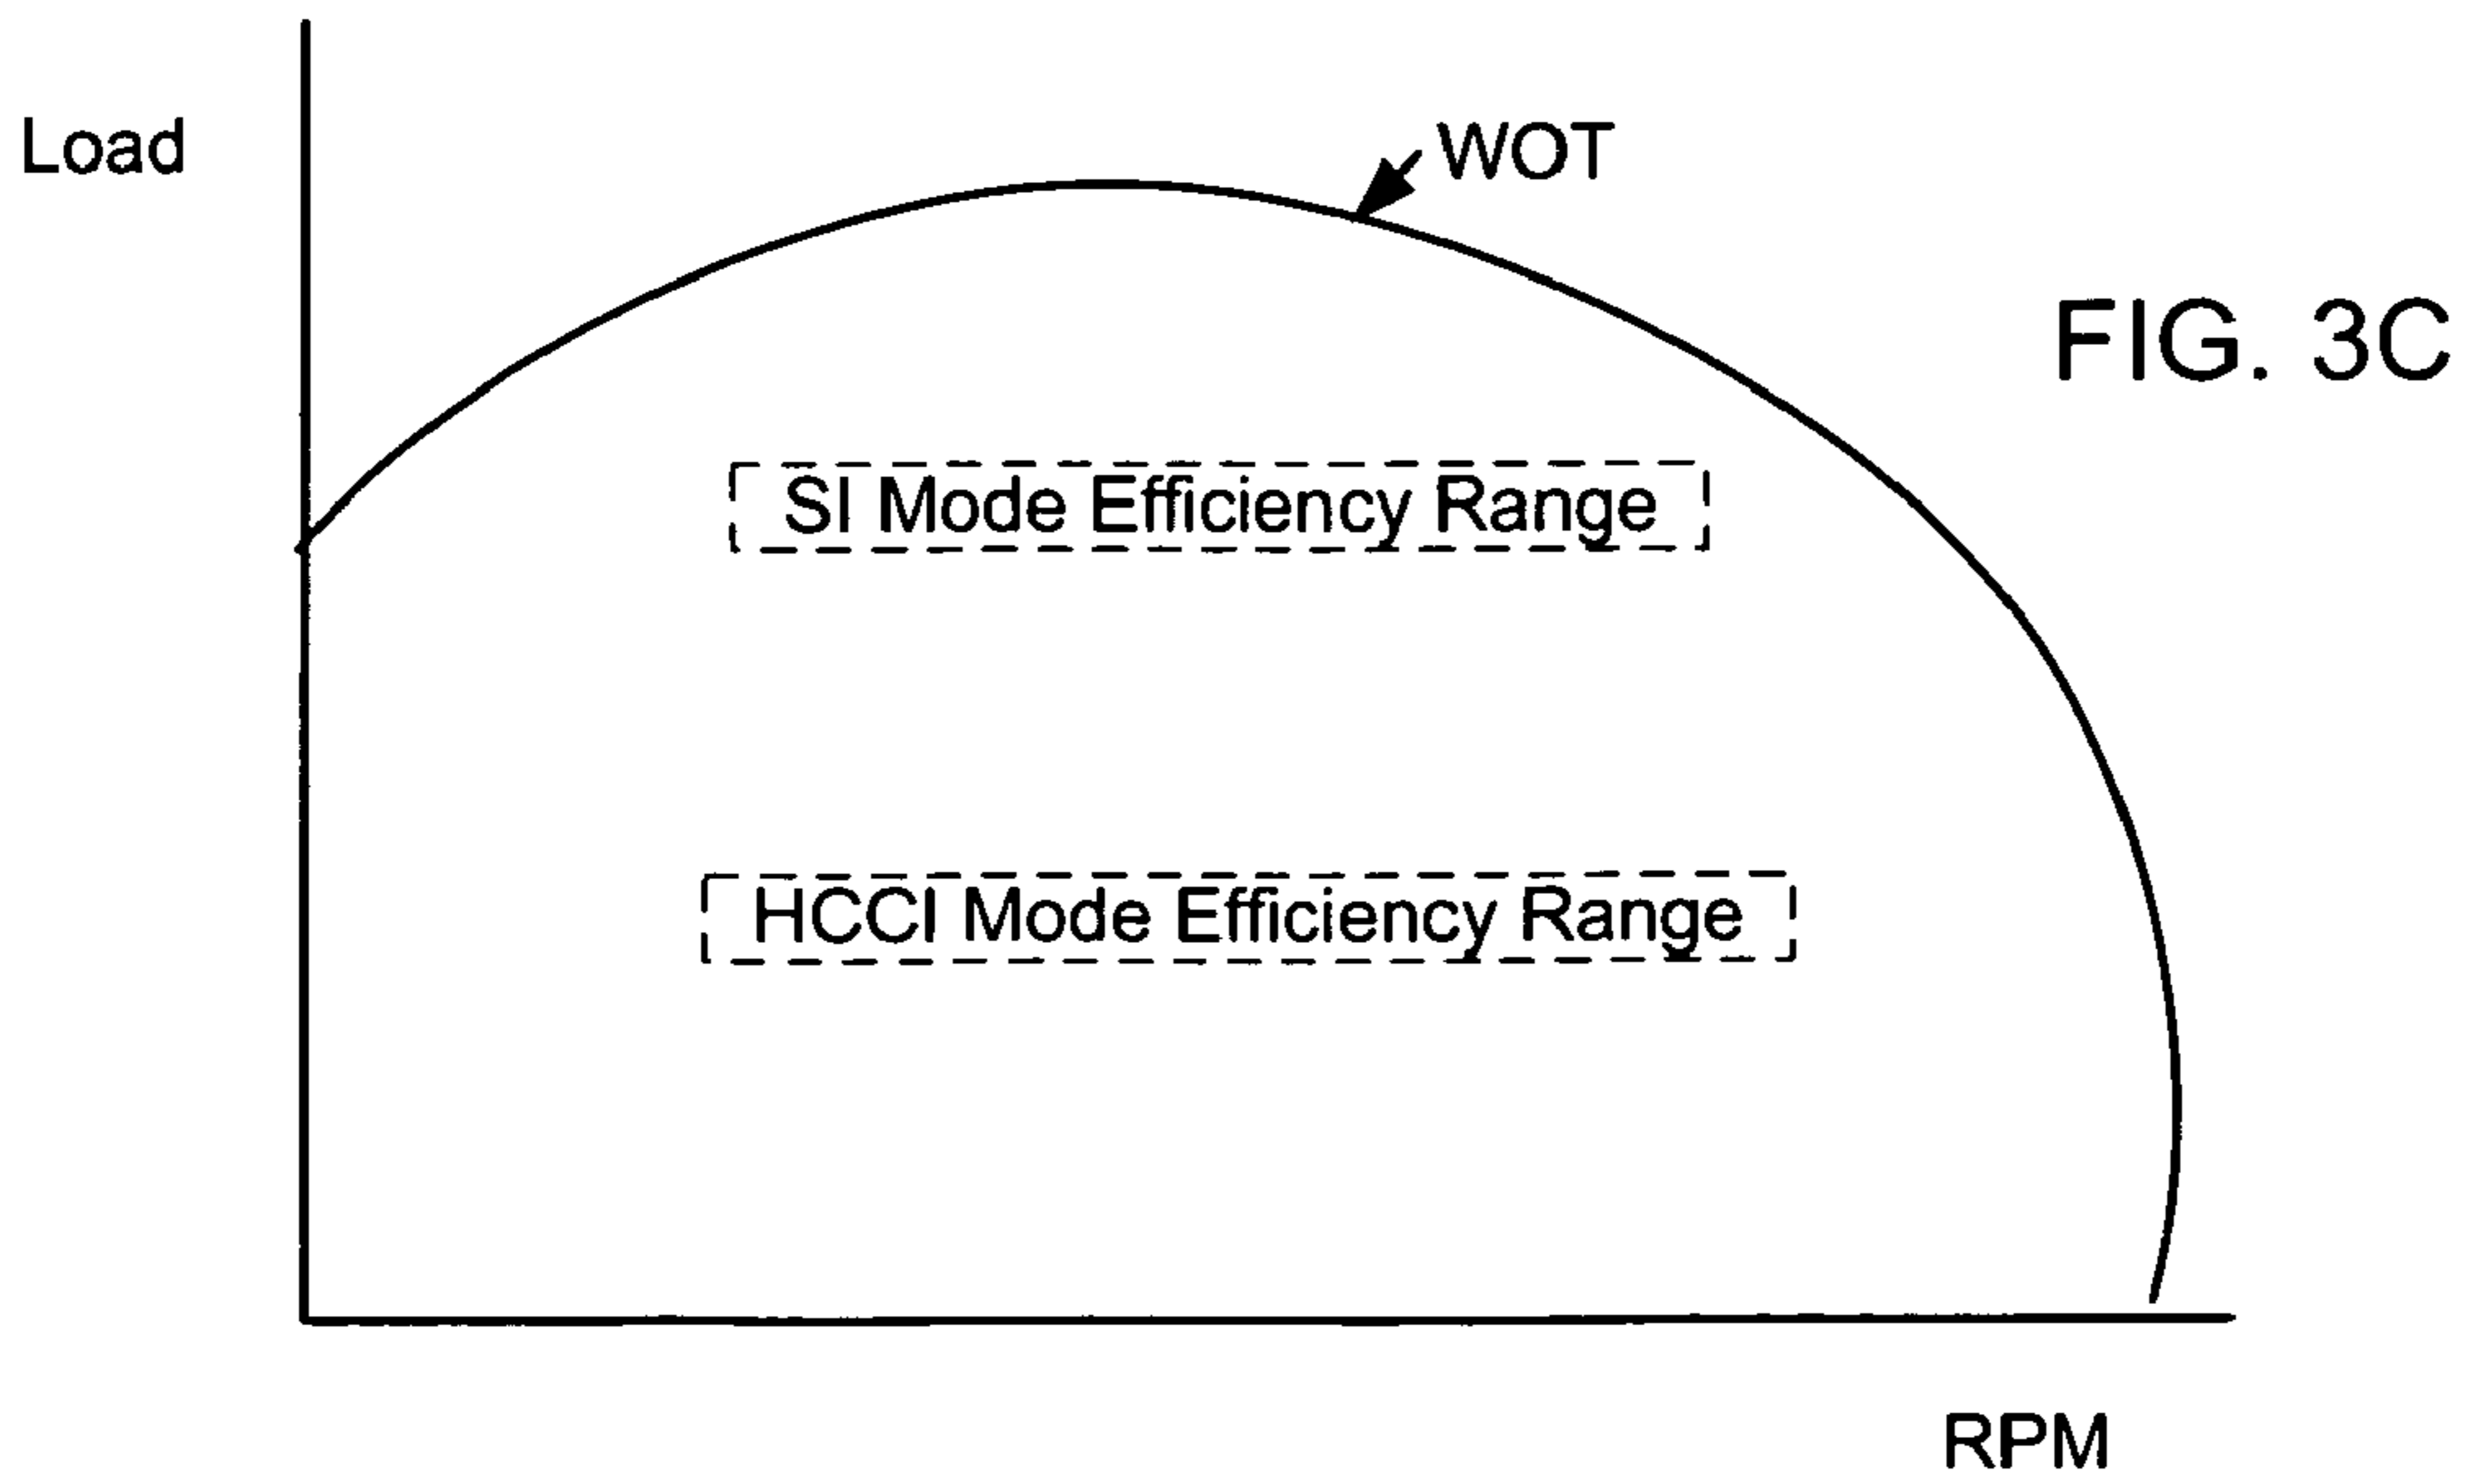 Load
WOT
FIG. 3C
SI Mode Efficiency Range
HCCI Mode Efficiency Range
RPM